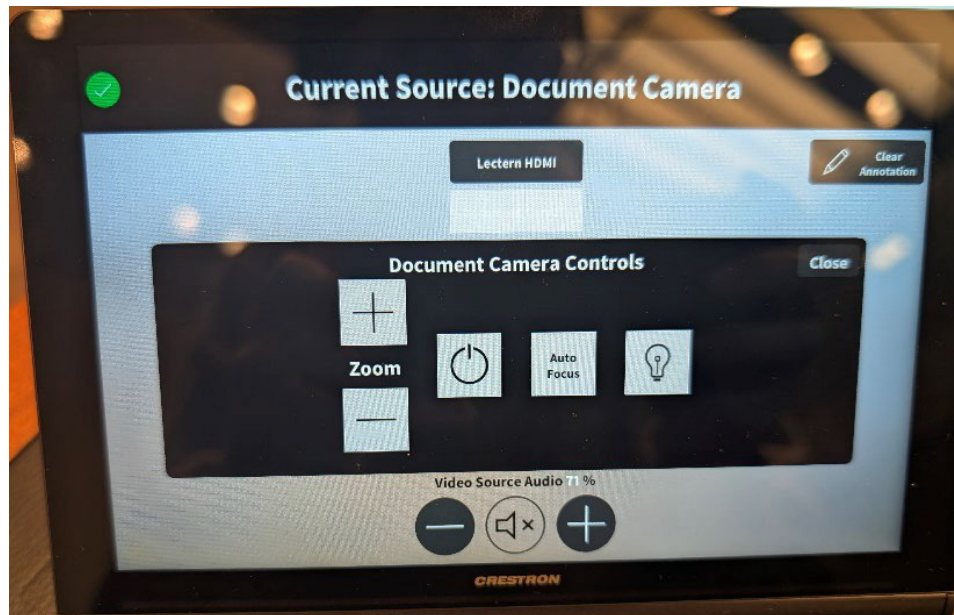 Current Source: Document Camera
Lectern HDMI
Clear
Annotation
Document Camera Controls
Close
Zoom
Auto
Focus
Video Source Audio 71 %
CRESTRON